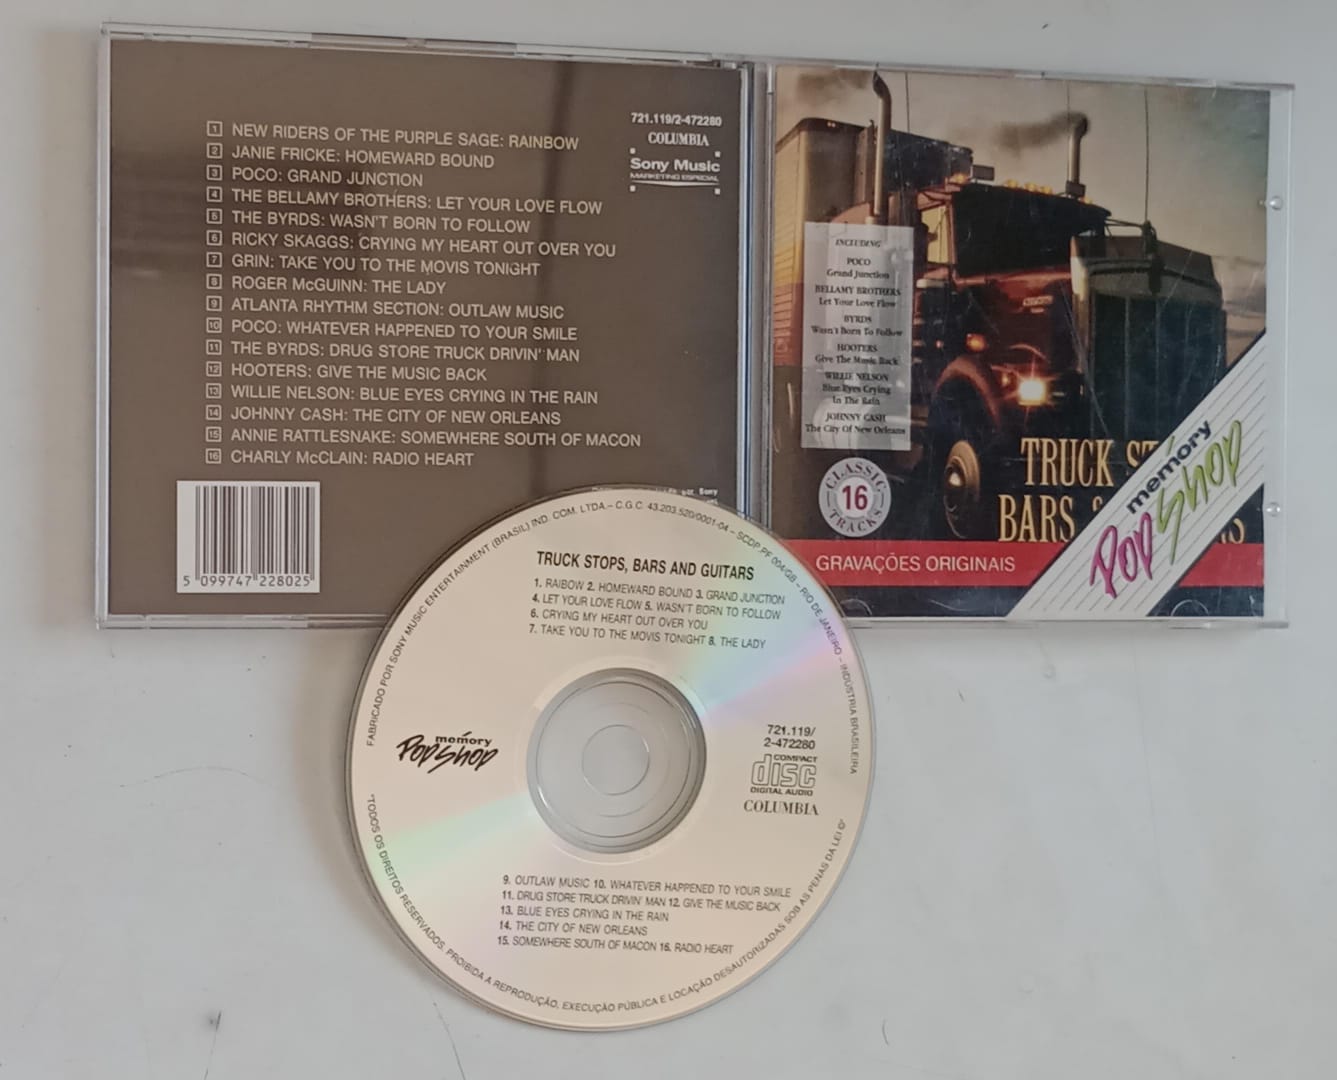 1 NEW RIDERS OF THE PURPLE SAGE: RAINBOW
2 JANIE FRICKE: HOMEWARD BOUND
3 POCO: GRAND JUNCTION
4 THE BELLAMY BROTHERS: LET YOUR LOVE FLOW
5 THE BYRDS: WASN'T BORN TO FOLLOW
6 RICKY SKAGGS: CRYING MY HEART OUT OVER YOU
7 GRIN: TAKE YOU TO THE MOVIS TONIGHT
8 ROGER McGUINN: THE LADY
9 ATLANTA RHYTHM SECTION: OUTLAW MUSIC
10 POCO: WHATEVER HAPPENED TO YOUR SMILE
11 THE BYRDS: DRUG STORE TRUCK DRIVIN' MAN
12 HOOTERS: GIVE THE MUSIC BACK
13 WILLIE NELSON: BLUE EYES CRYING IN THE RAIN
14 JOHNNY CASH: THE CITY OF NEW ORLEANS
15 ANNIE RATTLESNAKE: SOMEWHERE SOUTH OF MACON
16 CHARLY McCLAIN: RADIO HEART
721.119/2-472280
COLUMBIA
Sony Music
MARKETING ESPECIAL
5 099747 228025
por Sony
INCLUDING
POCO
Grand Junction
BELLAMY BROTHERS
Let Your Love Flow
BYRDS
Wasn't Born To Follow
HOOTERS
Give The Music Back
WILLIE NELSON
Blue Eyes Crying
In The Rain
JOHNNY CASH
The City Of New Orleans
CLASSIC
16
TRACKS
TRUCK ST
BARS
S
GRAVAÇÕES ORIGINAIS
memory
Pop Shop
FABRICADO POR SONY MUSIC ENTERTAINMENT (BRASIL) IND. COM. LTDA.– C.G.C. 43.203.520/0001-04 – SCDP.PF 004/GB – RIO DE JANEIRO – INDÚSTRIA BRASILEIRA
TRUCK STOPS, BARS AND GUITARS
1. RAIBOW 2. HOMEWARD BOUND 3. GRAND JUNCTION
4. LET YOUR LOVE FLOW 5. WASN'T BORN TO FOLLOW
6. CRYING MY HEART OUT OVER YOU
7. TAKE YOU TO THE MOVIS TONIGHT 8. THE LADY
memory
Pop Shop
721.119/
2-472280
COMPACT
disc
DIGITAL AUDIO
COLUMBIA
9. OUTLAW MUSIC 10. WHATEVER HAPPENED TO YOUR SMILE
11. DRUG STORE TRUCK DRIVIN' MAN 12. GIVE THE MUSIC BACK
13. BLUE EYES CRYING IN THE RAIN
14. THE CITY OF NEW ORLEANS
15. SOMEWHERE SOUTH OF MACON 16. RADIO HEART
"TODOS OS DIREITOS RESERVADOS. PROIBIDA A REPRODUÇÃO, EXECUÇÃO PÚBLICA E LOCAÇÃO DESAUTORIZADAS SOB AS PENAS DA LEI ©"